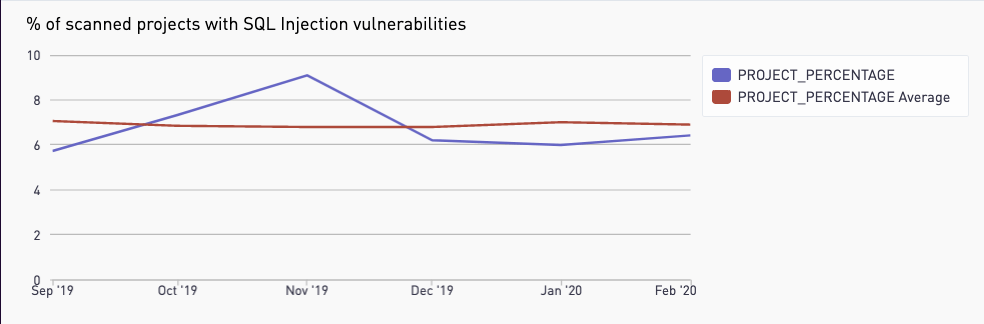 % of scanned projects with SQL Injection vulnerabilities
10
8
6
4
2
0
Sep '19 Oct '19 Nov '19 Dec '19 Jan '20 Feb '20
PROJECT_PERCENTAGE
PROJECT_PERCENTAGE Average